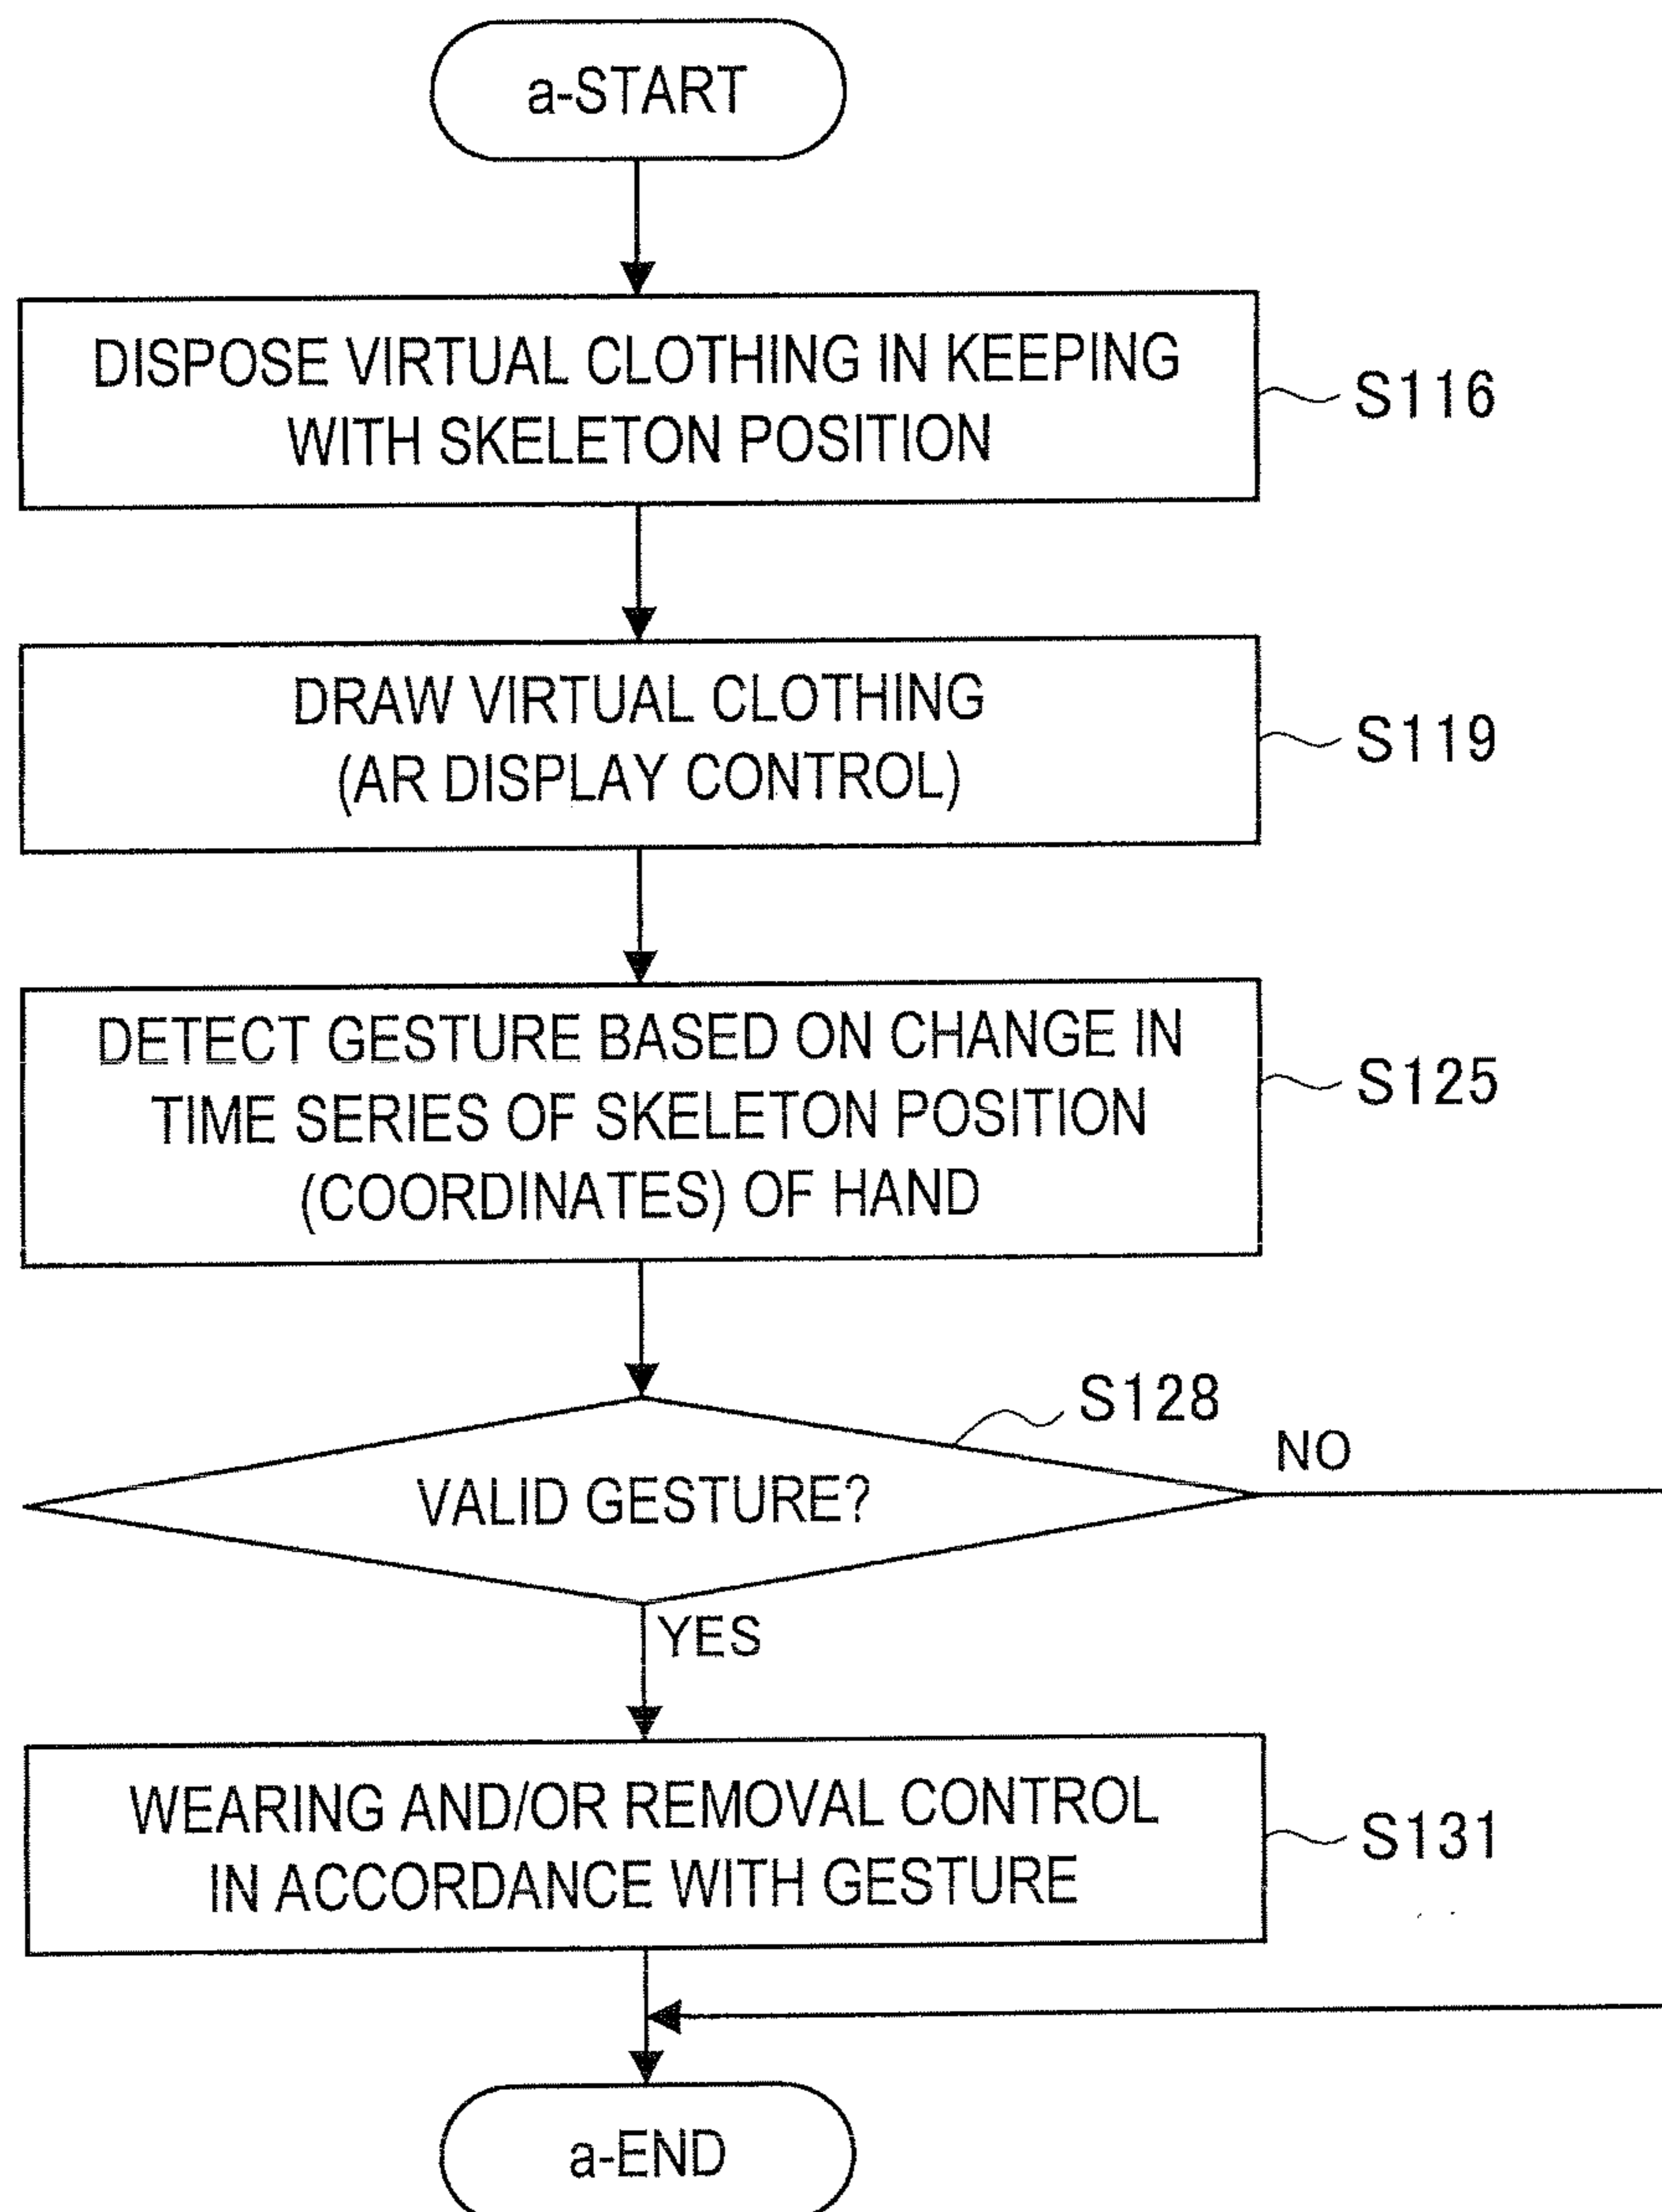 a-START
DISPOSE VIRTUAL CLOTHING IN KEEPING
WITH SKELETON POSITION
S116
DRAW VIRTUAL CLOTHING
(AR DISPLAY CONTROL)
S119
DETECT GESTURE BASED ON CHANGE IN
TIME SERIES OF SKELETON POSITION
(COORDINATES) OF HAND
S125
S128
VALID GESTURE?
NO
YES
WEARING AND/OR REMOVAL CONTROL
IN ACCORDANCE WITH GESTURE
S131
a-END